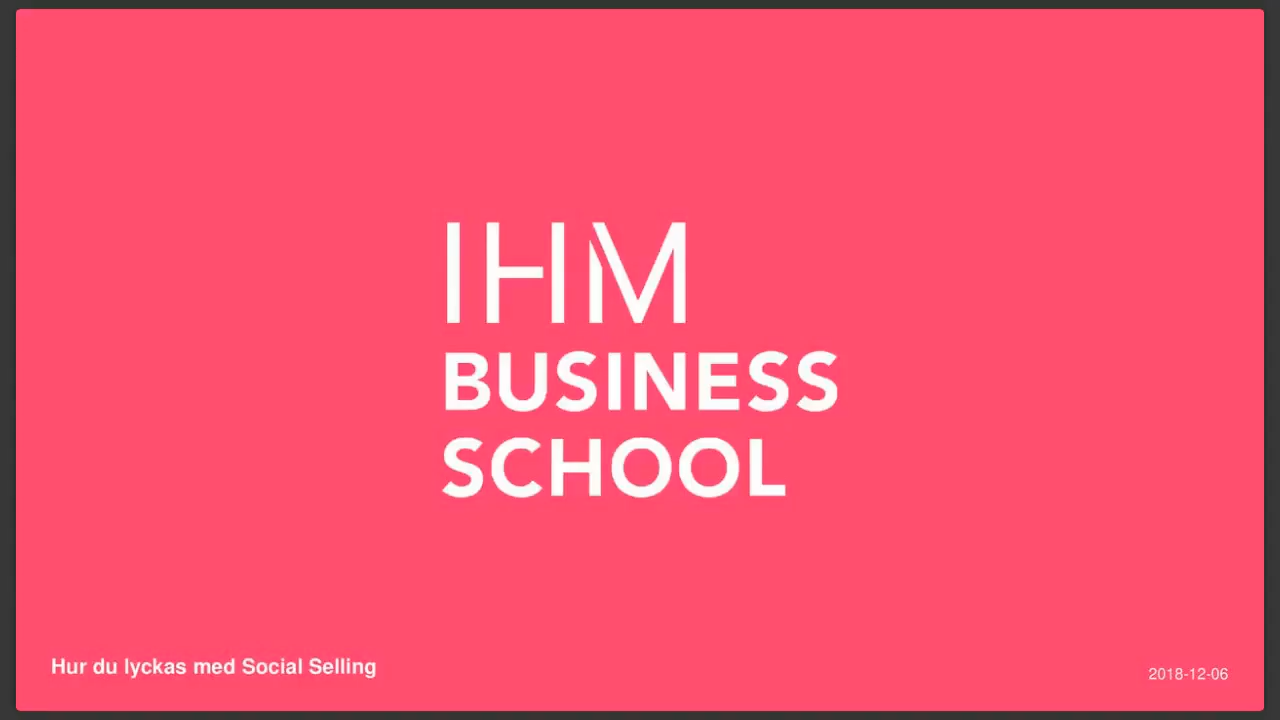 IHM
BUSINESS
SCHOOL
Hur du lyckas med Social Selling
2018-12-06